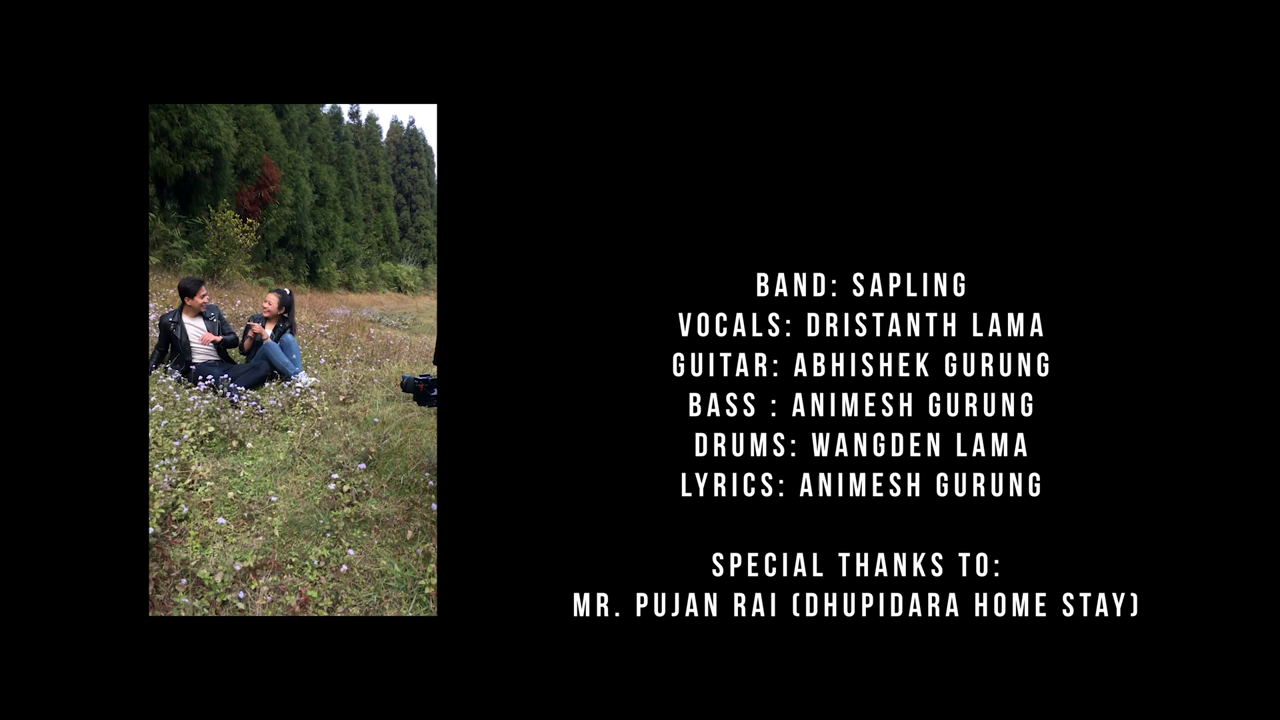 BAND: SAPLING
VOCALS: DRISTANTH LAMA
GUITAR: ABHISHEK GURUNG
BASS : ANIMESH GURUNG
DRUMS: WANGDEN LAMA
LYRICS: ANIMESH GURUNG
SPECIAL THANKS TO:
MR. PUJAN RAI (DHUPIDARA HOME STAY)